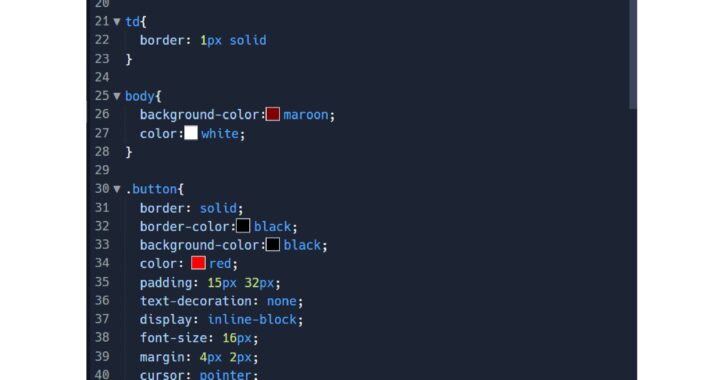 20
21 td{
22 border: 1px solid
23 }
24
25 body{
26 background-color: maroon;
27 color: white;
28 }
29
30 .button{
31 border: solid;
32 border-color: black;
33 background-color: black;
34 color: red;
35 padding: 15px 32px;
36 text-decoration: none;
37 display: inline-block;
38 font-size: 16px;
39 margin: 4px 2px;
40 cursor: pointer;